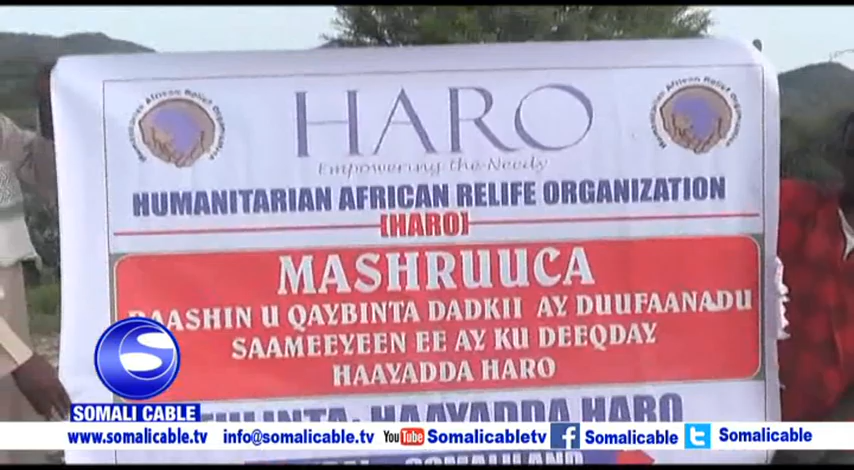 HARO
Empowering the Needy
HUMANITARIAN AFRICAN RELIFE ORGANIZATION
[HARO]
MASHRUUCA
RAASHIN U QAYBINTA DADKII AY DUUFAANADU
SAAMEEYEEN EE AY KU DEEQDAY
HAAYADDA HARO
HAAYADDA HARO
SOMALILAND
S
SOMALI CABLE
www.somalicable.tv info@somalicable.tv YouTube Somalicabletv f Somalicable t Somalicable